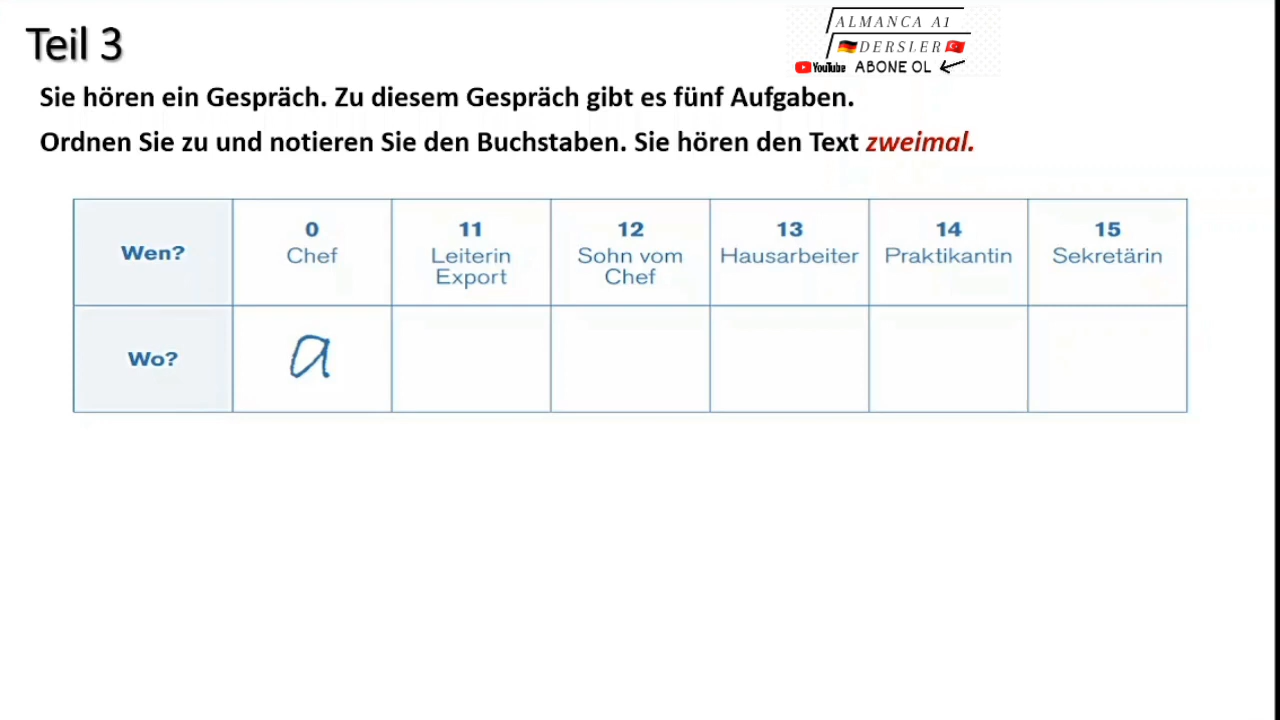 Teil 3
ALMANCA A1
DERSLER
YouTube ABONE OL
Sie hören ein Gespräch. Zu diesem Gespräch gibt es fünf Aufgaben.
Ordnen Sie zu und notieren Sie den Buchstaben. Sie hören den Text zweimal.
Wen?
0
Chef
11
Leiterin
Export
12
Sohn vom
Chef
13
Hausarbeiter
14
Praktikantin
15
Sekretärin
Wo?
a